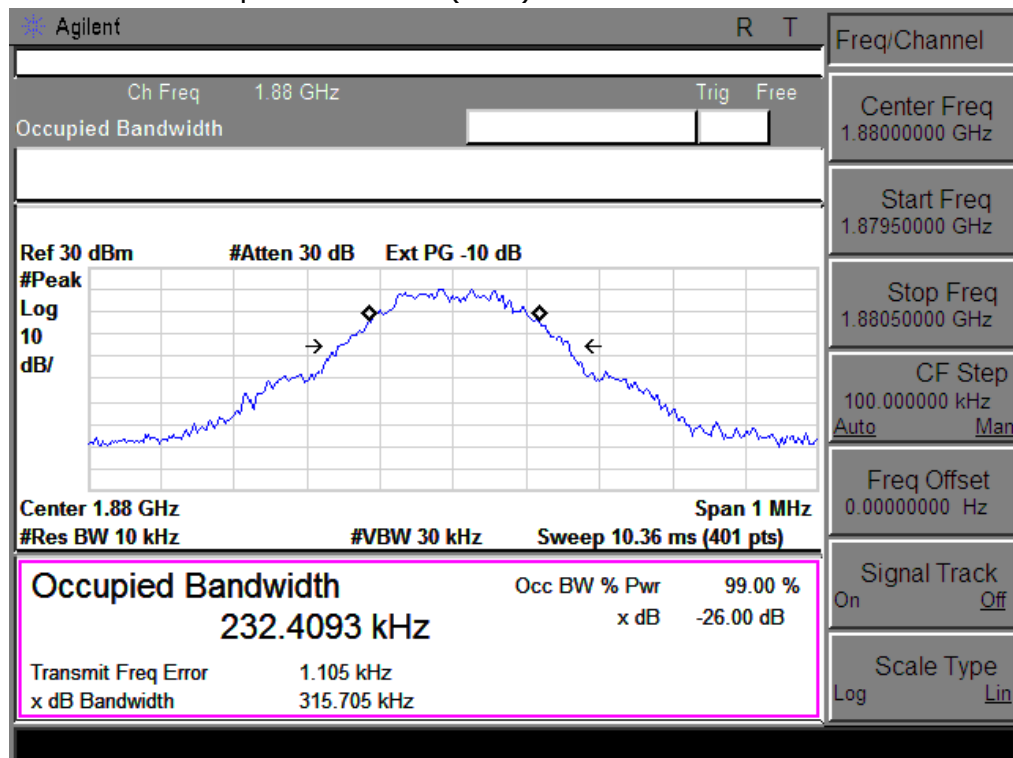 Agilent R T
Ch Freq 1.88 GHz Trig Free
Occupied Bandwidth
Ref 30 dBm #Atten 30 dB Ext PG -10 dB
#Peak
Log
10
dB/
Center 1.88 GHz Span 1 MHz
#Res BW 10 kHz #VBW 30 kHz Sweep 10.36 ms (401 pts)
Occupied Bandwidth Occ BW % Pwr 99.00 %
232.4093 kHz x dB -26.00 dB
Transmit Freq Error 1.105 kHz
x dB Bandwidth 315.705 kHz
Freq/Channel
Center Freq
1.88000000 GHz
Start Freq
1.87950000 GHz
Stop Freq
1.88050000 GHz
CF Step
100.000000 kHz
Auto Man
Freq Offset
0.00000000 Hz
Signal Track
On Off
Scale Type
Log Lin